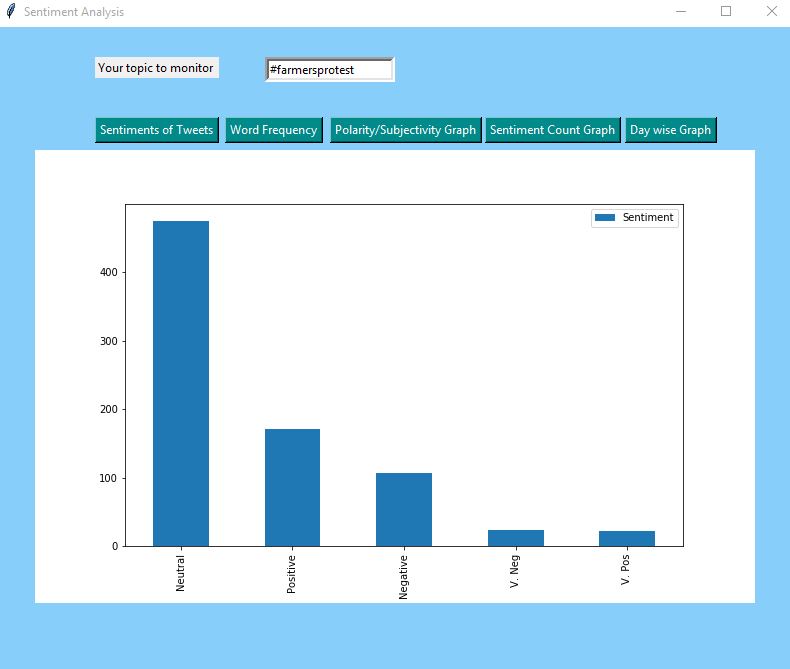 Sentiment Analysis
Your topic to monitor
#farmersprotest
Sentiments of Tweets
Word Frequency
Polarity/Subjectivity Graph
Sentiment Count Graph
Day wise Graph
Sentiment
400
300
200
100
0
Neutral
Positive
Negative
V. Neg
V. Pos